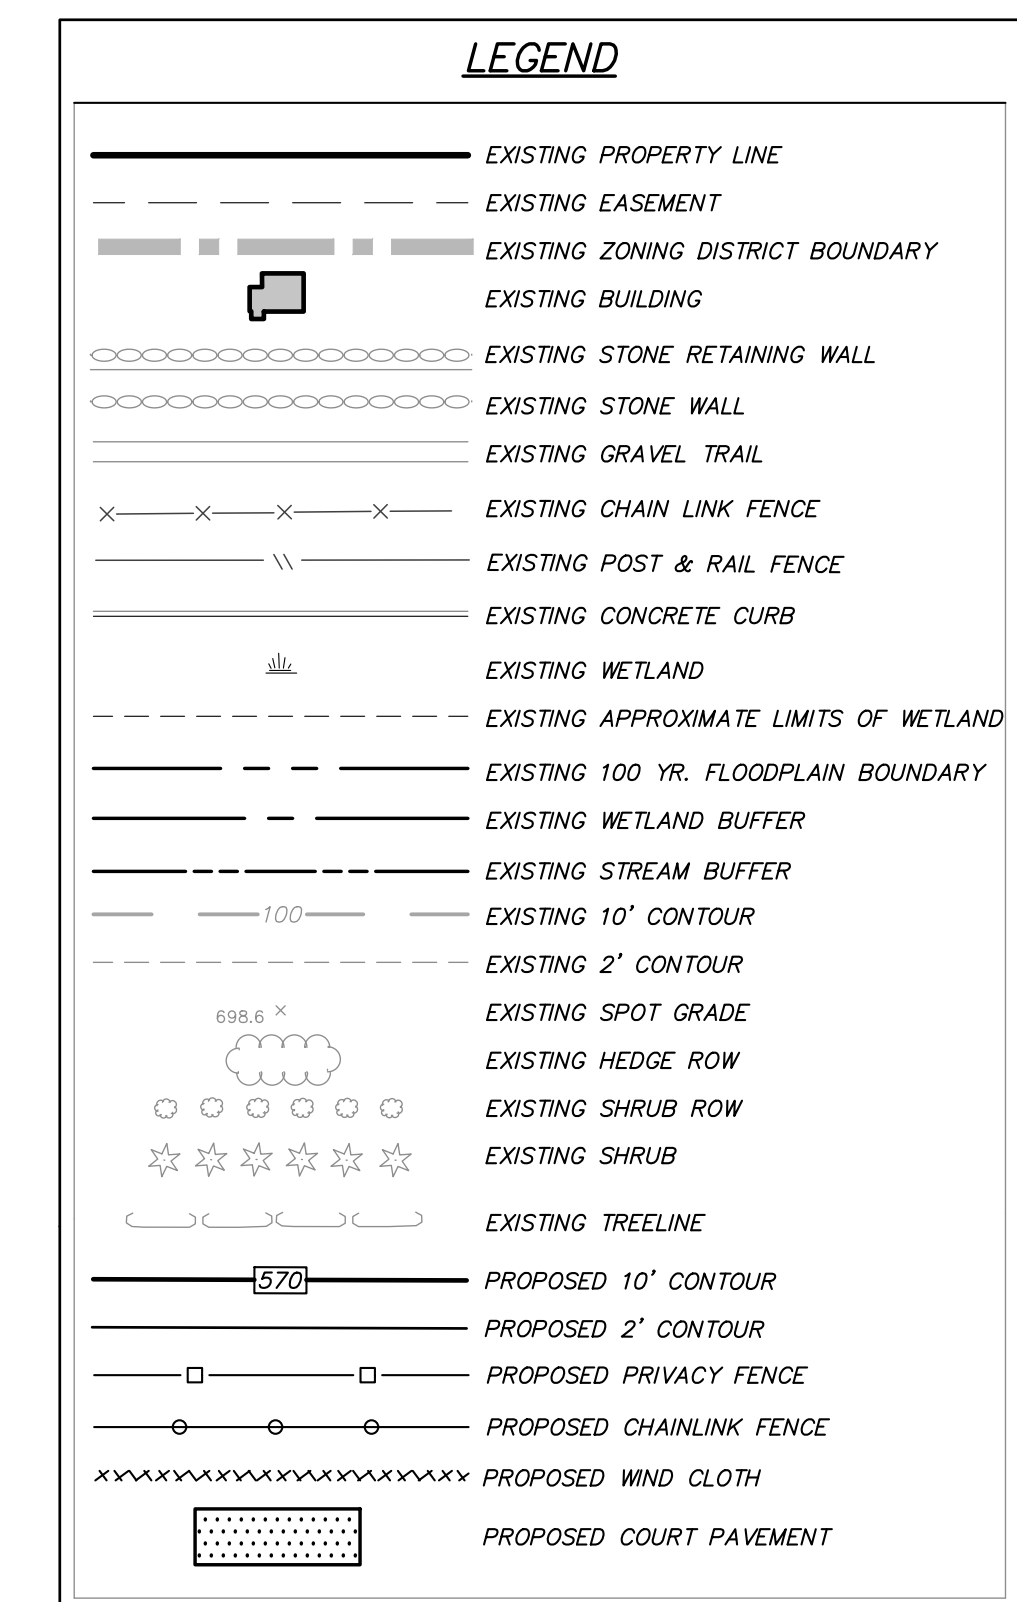 LEGEND
EXISTING PROPERTY LINE
EXISTING EASEMENT
EXISTING ZONING DISTRICT BOUNDARY
EXISTING BUILDING
EXISTING STONE RETAINING WALL
EXISTING STONE WALL
EXISTING GRAVEL TRAIL
EXISTING CHAIN LINK FENCE
EXISTING POST & RAIL FENCE
EXISTING CONCRETE CURB
EXISTING WETLAND
EXISTING APPROXIMATE LIMITS OF WETLAND
EXISTING 100 YR. FLOODPLAIN BOUNDARY
EXISTING WETLAND BUFFER
EXISTING STREAM BUFFER
100 EXISTING 10' CONTOUR
EXISTING 2' CONTOUR
698.6 EXISTING SPOT GRADE
EXISTING HEDGE ROW
EXISTING SHRUB ROW
EXISTING SHRUB
EXISTING TREELINE
570 PROPOSED 10' CONTOUR
PROPOSED 2' CONTOUR
PROPOSED PRIVACY FENCE
PROPOSED CHAINLINK FENCE
PROPOSED WIND CLOTH
PROPOSED COURT PAVEMENT